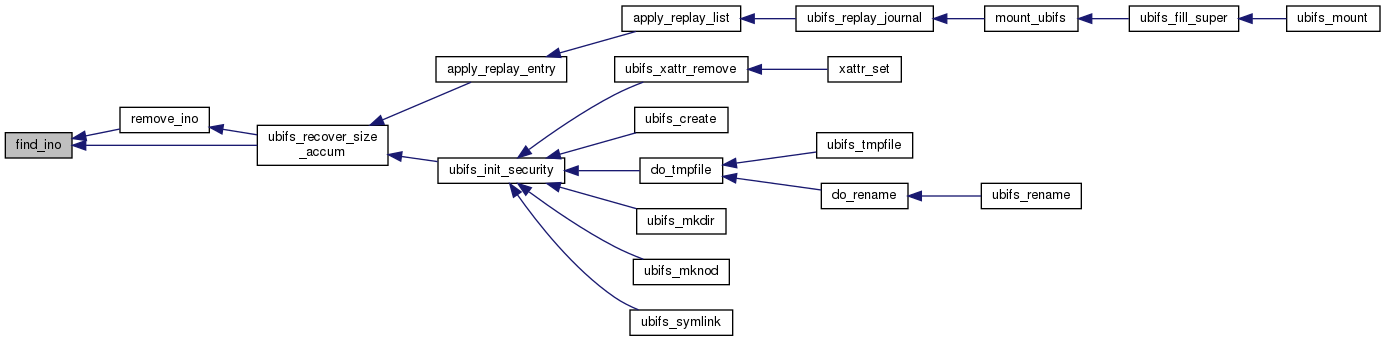 apply_replay_list
ubifs_replay_journal
mount_ubifs
ubifs_fill_super
ubifs_mount
apply_replay_entry
ubifs_xattr_remove
xattr_set
remove_ino
ubifs_create
find_ino
ubifs_recover_size
_accum
ubifs_tmpfile
ubifs_init_security
do_tmpfile
do_rename
ubifs_rename
ubifs_mkdir
ubifs_mknod
ubifs_symlink